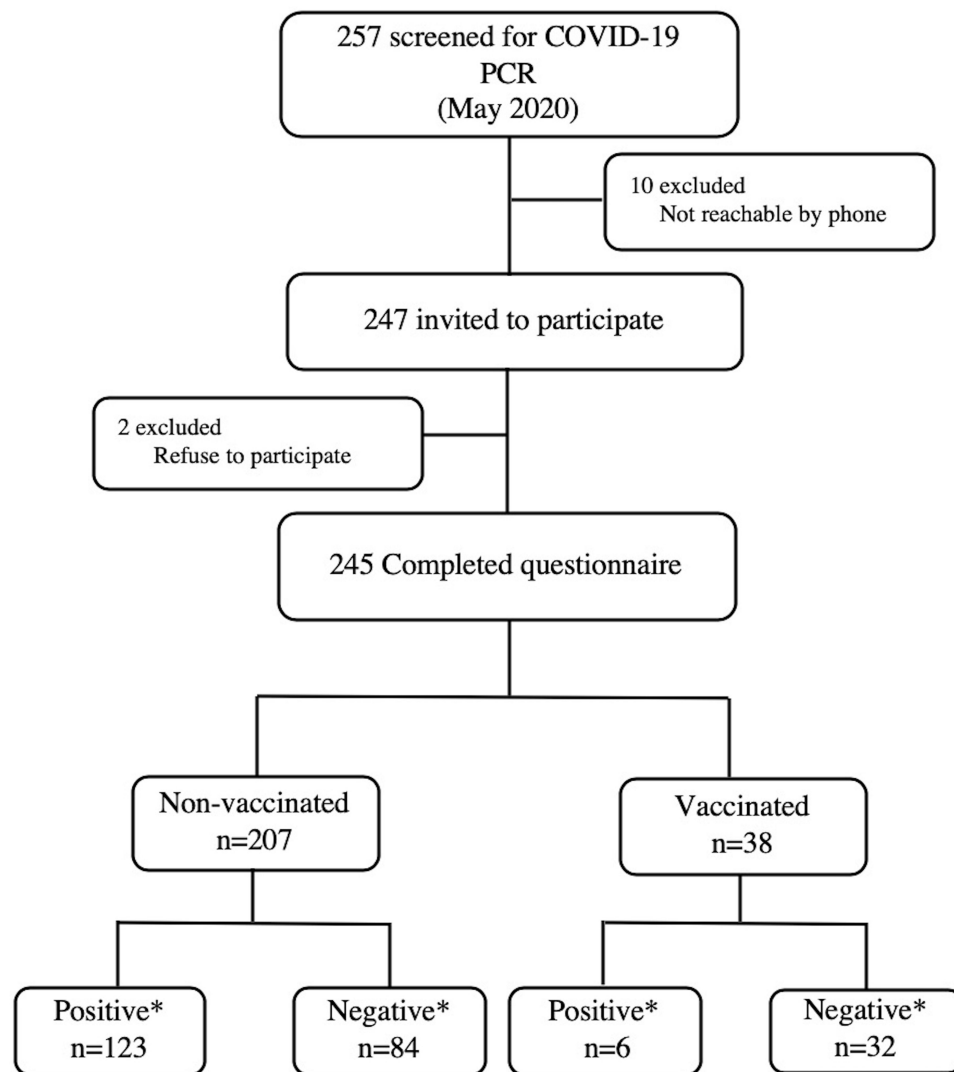 257 screened for COVID-19
PCR
(May 2020)
10 excluded
Not reachable by phone
247 invited to participate
2 excluded
Refuse to participate
245 Completed questionnaire
Non-vaccinated
n=207
Vaccinated
n=38
Positive*
n=123
Negative*
n=84
Positive*
n=6
Negative*
n=32